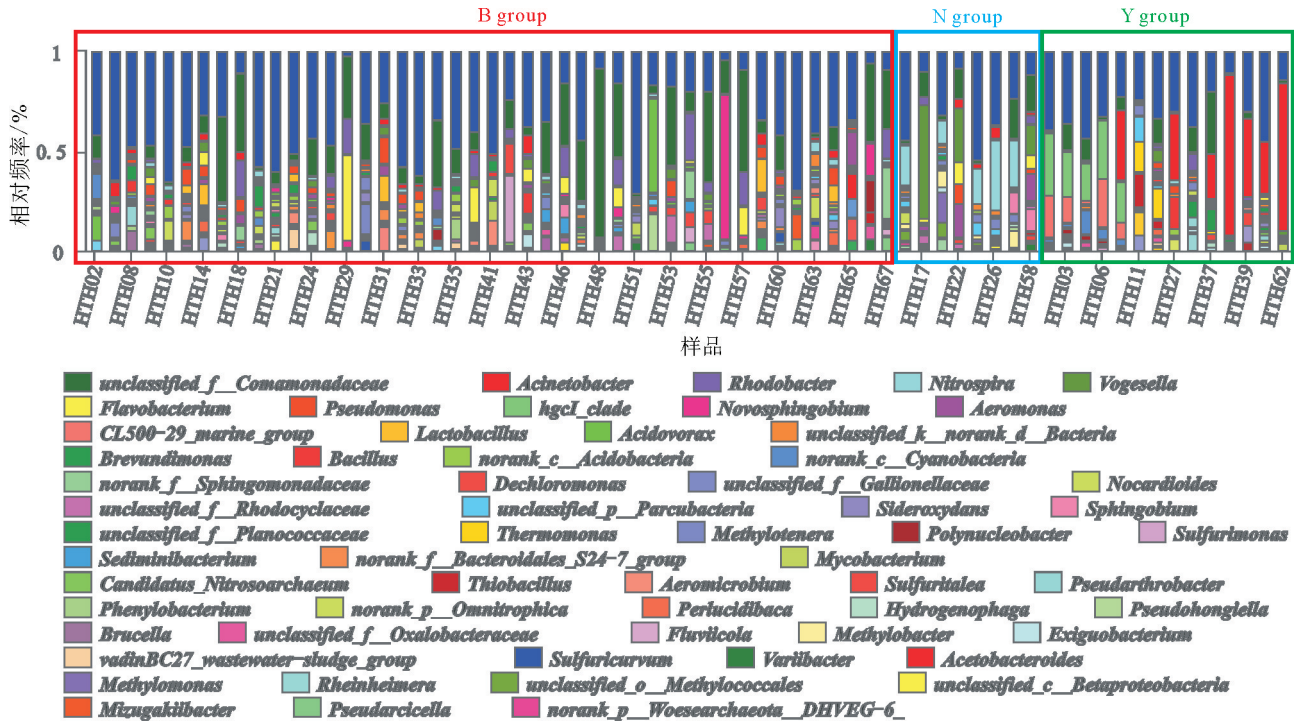 B group N group Y group
1
0.5
0
相对频率/%
HTH02 HTH08 HTH10 HTH14 HTH18 HTH21 HTH24 HTH29 HTH31 HTH33 HTH35 HTH41 HTH43 HTH46 HTH48 HTH51 HTH53 HTH55 HTH57 HTH60 HTH63 HTH65 HTH67 HTH17 HTH22 HTH26 HTH58 HTH03 HTH06 HTH11 HTH27 HTH37 HTH39 HTH62
样品
unclassified_f__Comamonadaceae Acinetobacter Rhodobacter Nitrospira Vogesella
Flavobacterium Pseudomonas hgcI_clade Novosphingobium Aeromonas
CL500-29_marine_group Lactobacillus Acidovorax unclassified_k__norank_d__Bacteria
Brevundimonas Bacillus norank_c__Acidobacteria norank_c__Cyanobacteria
norank_f__Sphingomonadaceae Dechloromonas unclassified_f__Gallionellaceae Nocardioides
unclassified_f__Rhodocyclaceae unclassified_p__Parcubacteria Sideroxydans Sphingobium
unclassified_f__Planococcaceae Thermomonas Methylotenera Polynucleobacter Sulfurimonas
Sediminibacterium norank_f__Bacteroidales_S24-7_group Mycobacterium
Candidatus_Nitrosoarchaeum Thiobacillus Aeromicrobium Sulfuritalea Pseudarthrobacter
Phenylobacterium norank_p__Omnitrophica Perlucidibaca Hydrogenophaga Pseudohongiella
Brucella unclassified_f__Oxalobacteraceae Fluviicola Methylobacter Exiguobacterium
vadinBC27_wastewater-sludge_group Sulfuricurvum Variibacter Acetobacteroides
Methylomonas Rheinheimera unclassified_o__Methylococcales unclassified_c__Betaproteobacteria
Mizugakiibacter Pseudarcicella norank_p__Woesearchaeota__DHVEG-6_